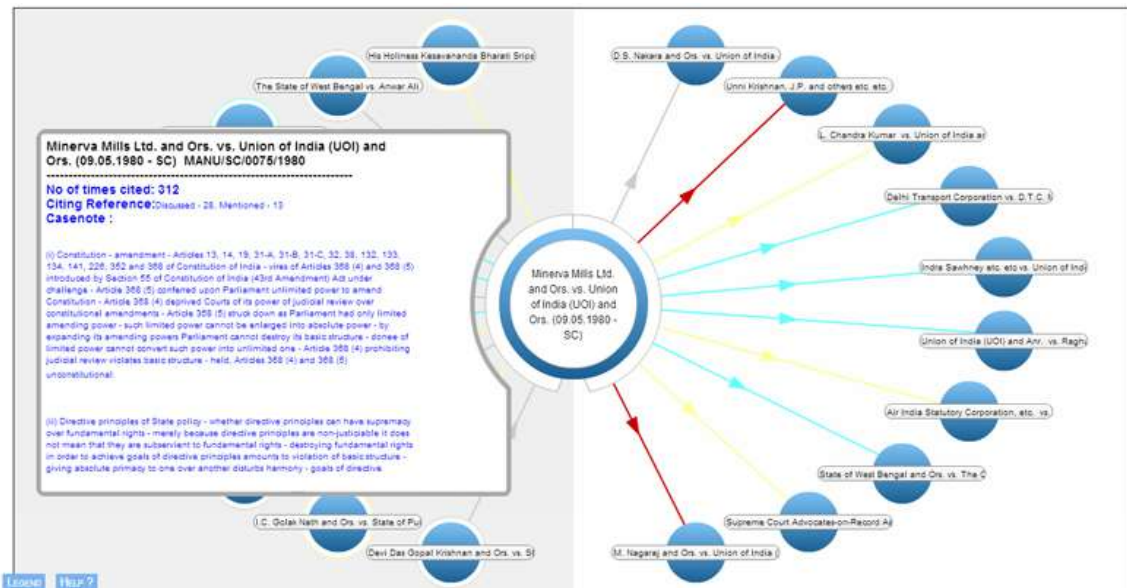 His Holiness Kesavananda Bharati Sripa
The State of West Bengal vs. Anwar Ali
Minerva Mills Ltd. and Ors. vs. Union of India (UOI) and
Ors. (09.05.1980 - SC) MANU/SC/0075/1980
No of times cited: 312
Citing Reference:Discussed - 28, Mentioned - 13
Casenote :
(i) Constitution - amendment - Articles 13, 14, 19, 31-A, 31-B, 31-C, 32, 38, 132, 133,
134, 141, 226, 352 and 368 of Constitution of India - vires of Articles 368 (4) and 368 (5)
introduced by Section 55 of Constitution of India (43rd Amendment) Act under
challenge - Article 368 (5) conferred upon Parliament unlimited power to amend
Constitution - Article 368 (4) deprived Courts of its power of judicial review over
constitutional amendments - Article 368 (5) struck down as Parliament had only limited
amending power - such limited power cannot be enlarged into absolute power - by
expanding its amending powers Parliament cannot destroy its basic structure - donee of
limited power cannot convert such power into unlimited one - Article 368 (4) prohibiting
judicial review violates basic structure - held, Articles 368 (4) and 368 (5)
unconstitutional.
(ii) Directive principles of State policy - whether directive principles can have supremacy
over fundamental rights - merely because directive principles are non-justiciable it does
not mean that they are subservient to fundamental rights - destroying fundamental rights
in order to achieve goals of directive principles amounts to violation of basic structure -
giving absolute primacy to one over another disturbs harmony - goals of directive
I.C. Golak Nath and Ors. vs. State of Pu
Devi Das Gopal Krishnan and Ors. vs. St
Minerva Mills Ltd.
and Ors. vs. Union
of India (UOI) and
Ors. (09.05.1980 -
SC)
D.S. Nakara and Ors. vs. Union of India
Unni Krishnan, J.P. and others etc. etc.
L. Chandra Kumar vs. Union of India an
Delhi Transport Corporation vs. D.T.C. M
Indra Sawhney etc. etc vs. Union of Indi
Union of India (UOI) and Anr. vs. Raghu
Air India Statutory Corporation, etc. vs.
State of West Bengal and Ors. vs. The C
Supreme Court Advocates-on-Record As
M. Nagaraj and Ors. vs. Union of India (
LEGEND HELP ?